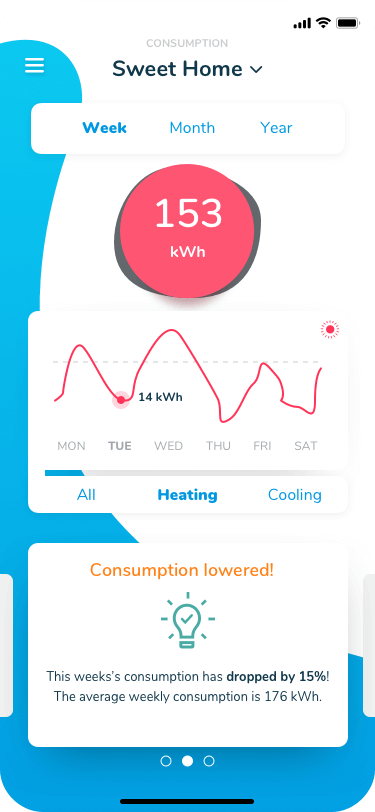 CONSUMPTION
Sweet Home
Week Month Year
153
kWh
14 kWh
MON TUE WED THU FRI SAT
All Heating Cooling
Consumption lowered!
This weeks's consumption has dropped by 15%!
The average weekly consumption is 176 kWh.